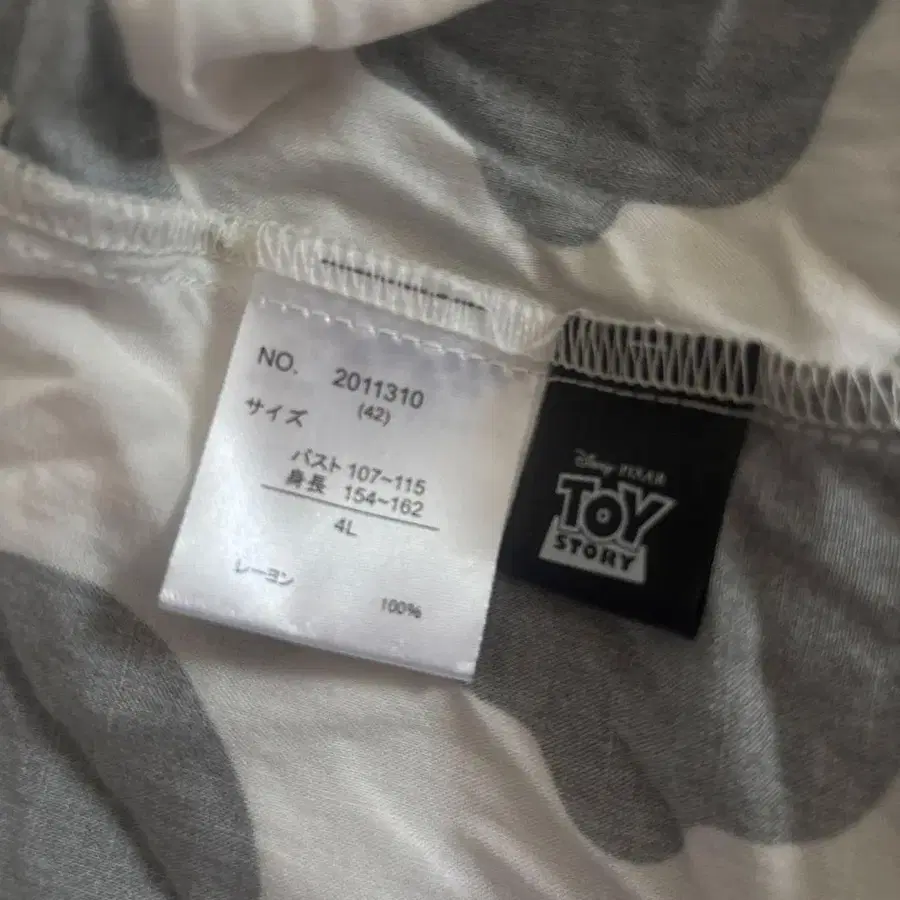 NO. 2011310
サイズ (42)
バスト 107~115
身長 154~162
4L
レーヨン 100%
Disney PIXAR
TOY
STORY